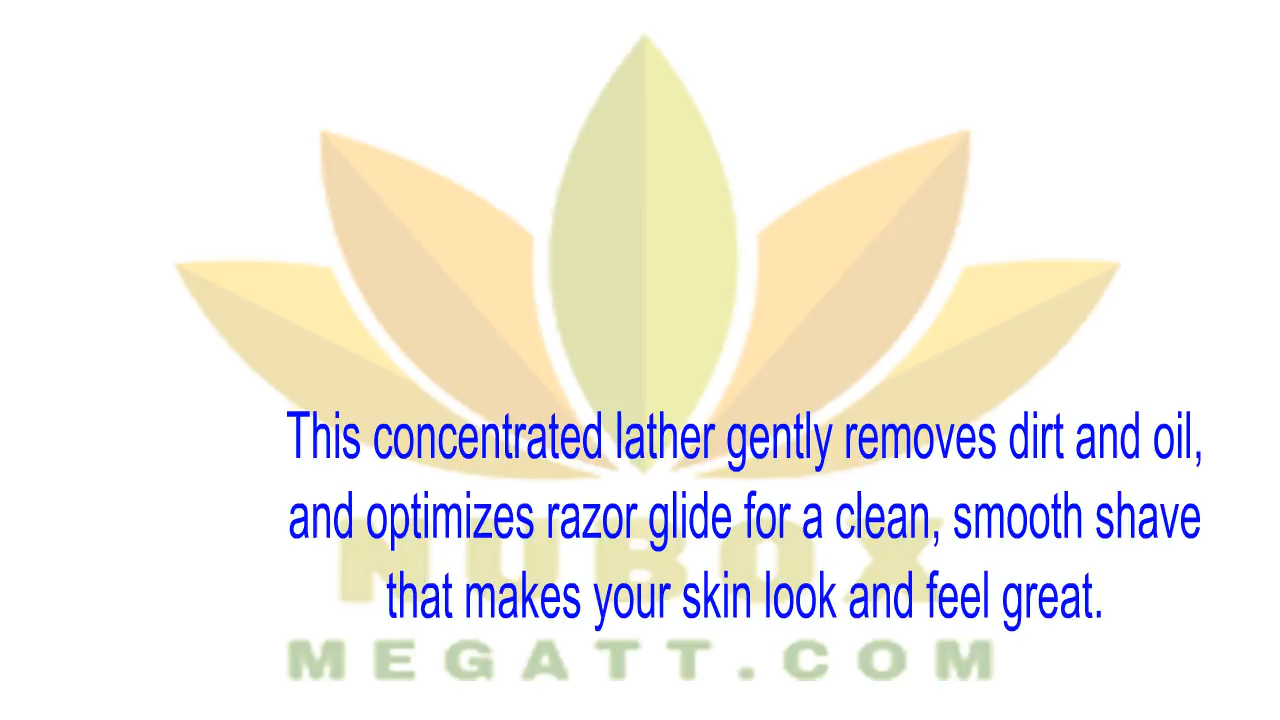 This concentrated lather gently removes dirt and oil,
and optimizes razor glide for a clean, smooth shave
that makes your skin look and feel great.
NUBOX
MEGATT.COM